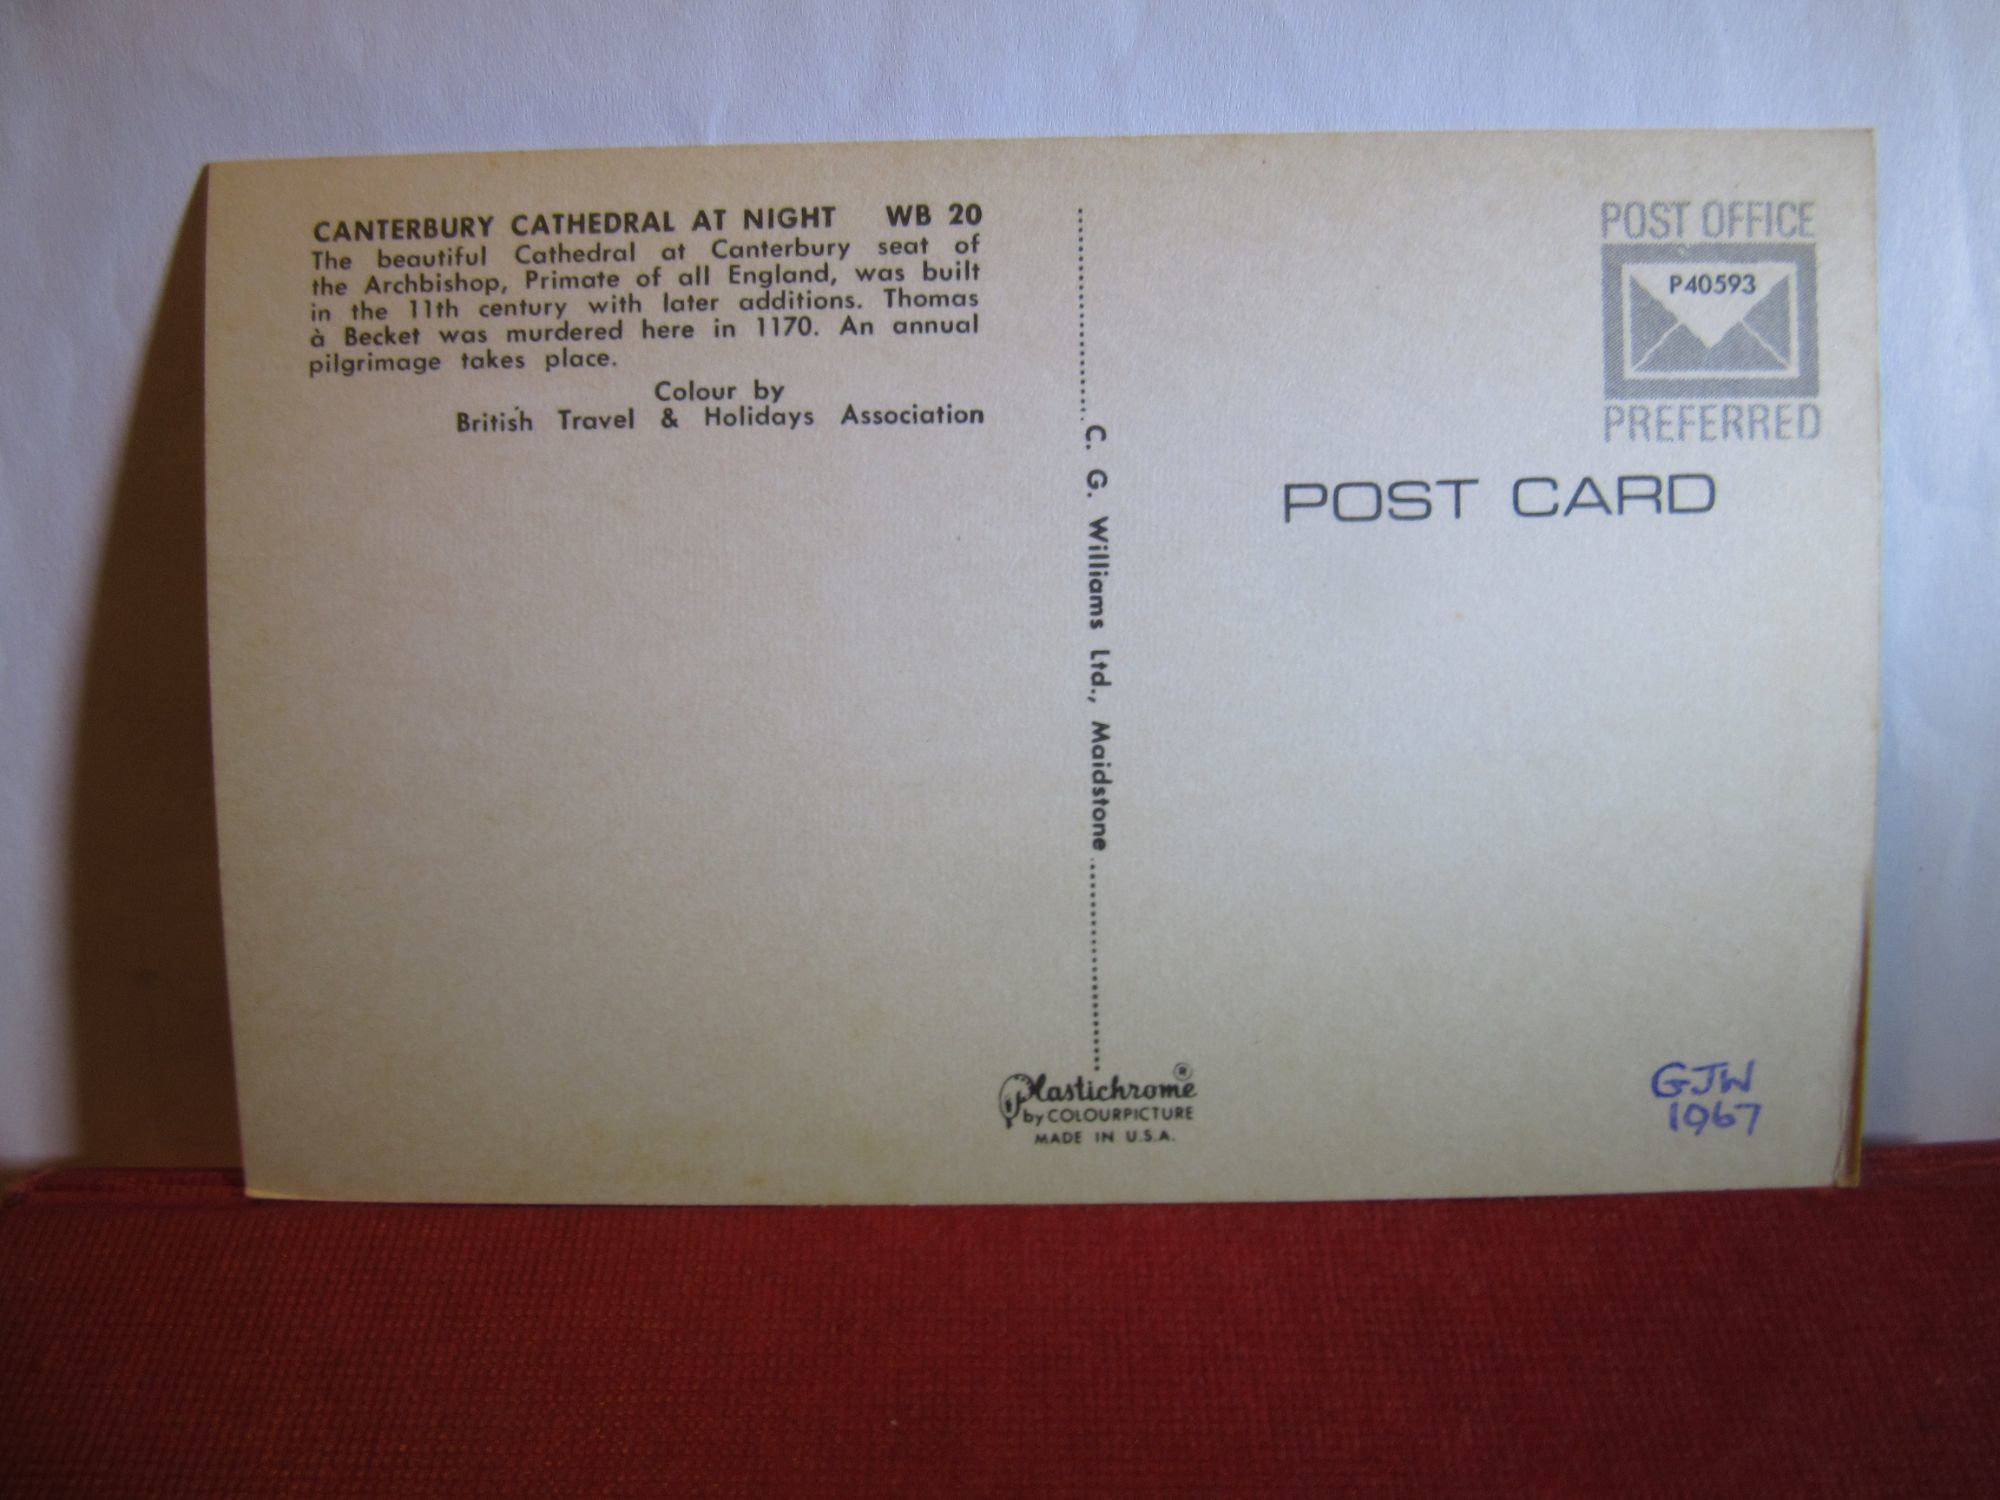 CANTERBURY CATHEDRAL AT NIGHT WB 20
The beautiful Cathedral at Canterbury seat of
the Archbishop, Primate of all England, was built
in the 11th century with later additions. Thomas
à Becket was murdered here in 1170. An annual
pilgrimage takes place.
Colour by
British Travel & Holidays Association
C. G. Williams Ltd., Maidstone
Plastichrome ®
by COLOURPICTURE
MADE IN U.S.A.
POST OFFICE
P40593
PREFERRED
POST CARD
GJW
1967